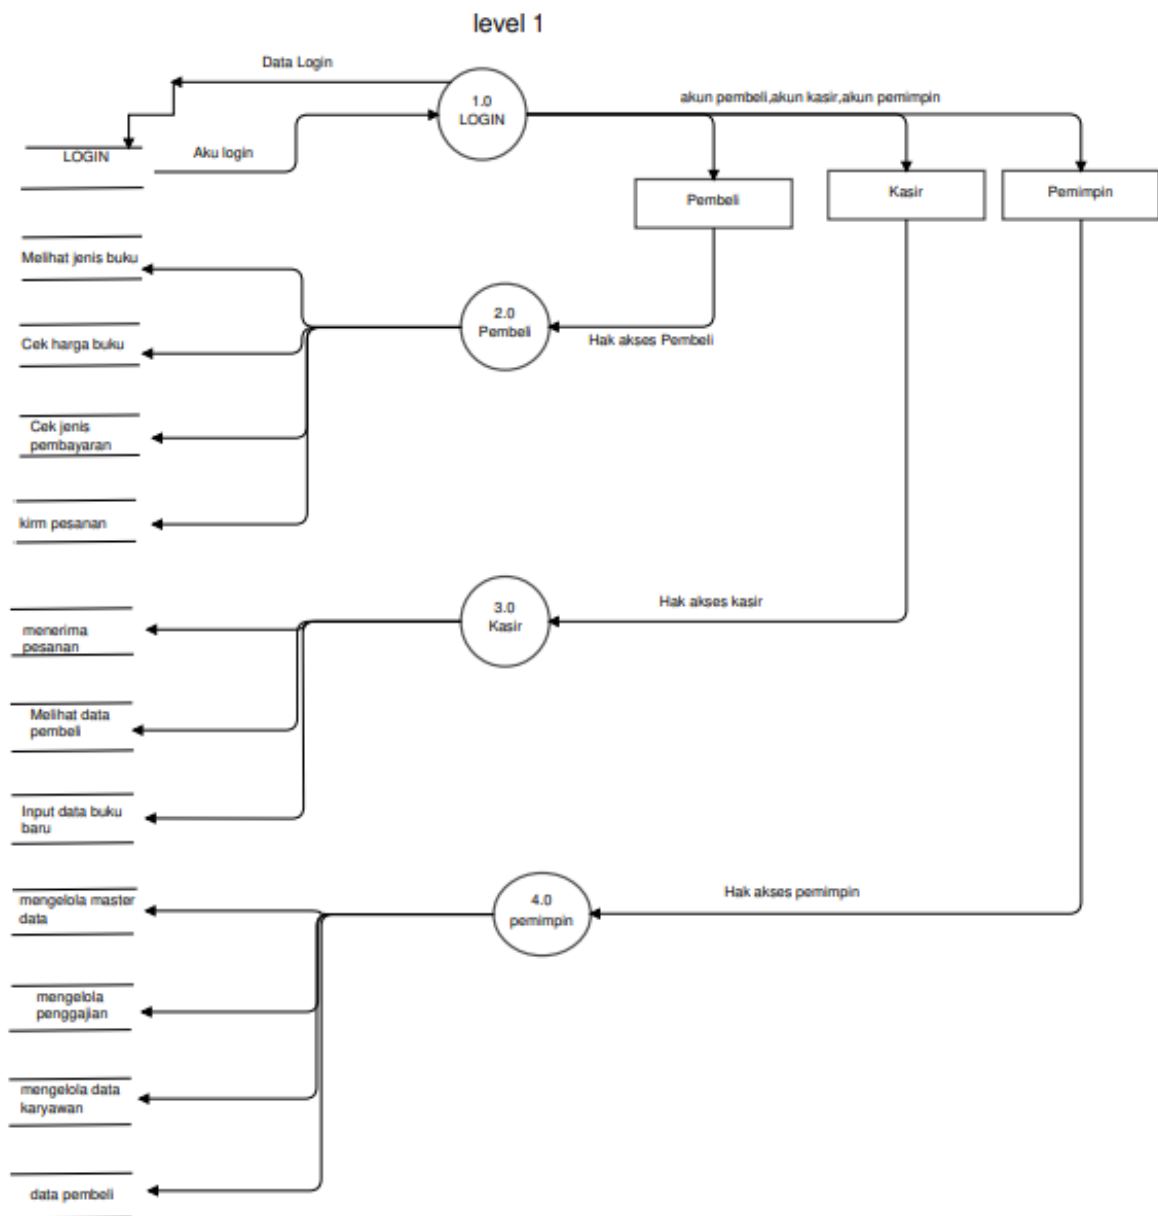 level 1
Data Login
1.0
LOGIN
akun pembeli,akun kasir,akun pemimpin
LOGIN
Aku login
Pembeli
Kasir
Pemimpin
Melihat jenis buku
2.0
Pembeli
Hak akses Pembeli
Cek harga buku
Cek jenis
pembayaran
kirm pesanan
3.0
Kasir
Hak akses kasir
menerima
pesanan
Melihat data
pembeli
Input data buku
baru
mengelola master
data
4.0
pemimpin
Hak akses pemimpin
mengelola
penggajian
mengelola data
karyawan
data pembeli